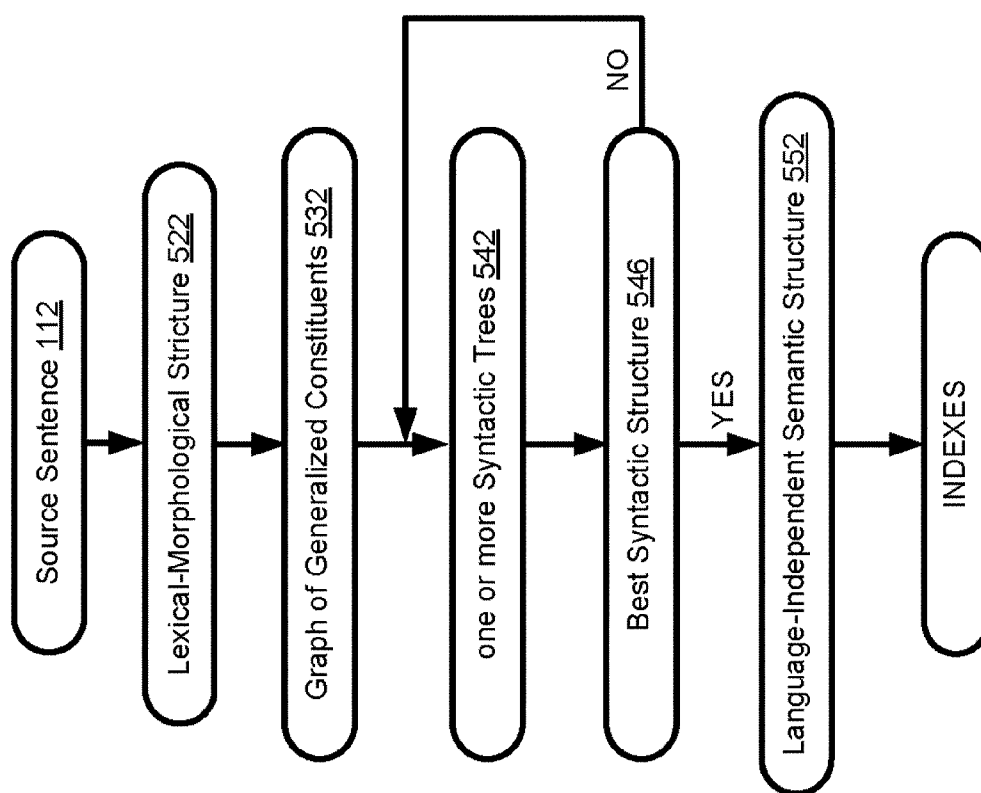 Source Sentence 112
Lexical-Morphological Stricture 522
Graph of Generalized Constituents 532
one or more Syntactic Trees 542
Best Syntactic Structure 546
NO
YES
Language-Independent Semantic Structure 552
INDEXES